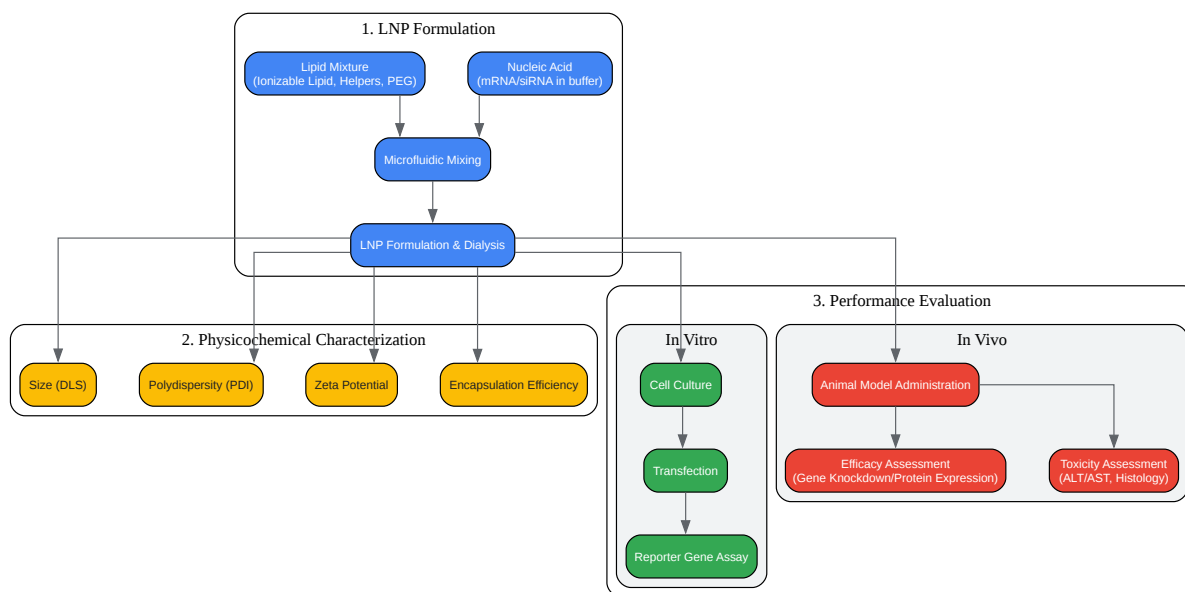 1. LNP Formulation
Lipid Mixture
(Ionizable Lipid, Helpers, PEG)
Nucleic Acid
(mRNA/siRNA in buffer)
Microfluidic Mixing
LNP Formulation & Dialysis
2. Physicochemical Characterization
Size (DLS)
Polydispersity (PDI)
Zeta Potential
Encapsulation Efficiency
3. Performance Evaluation
In Vitro
Cell Culture
Transfection
Reporter Gene Assay
In Vivo
Animal Model Administration
Efficacy Assessment
(Gene Knockdown/Protein Expression)
Toxicity Assessment
(ALT/AST, Histology)